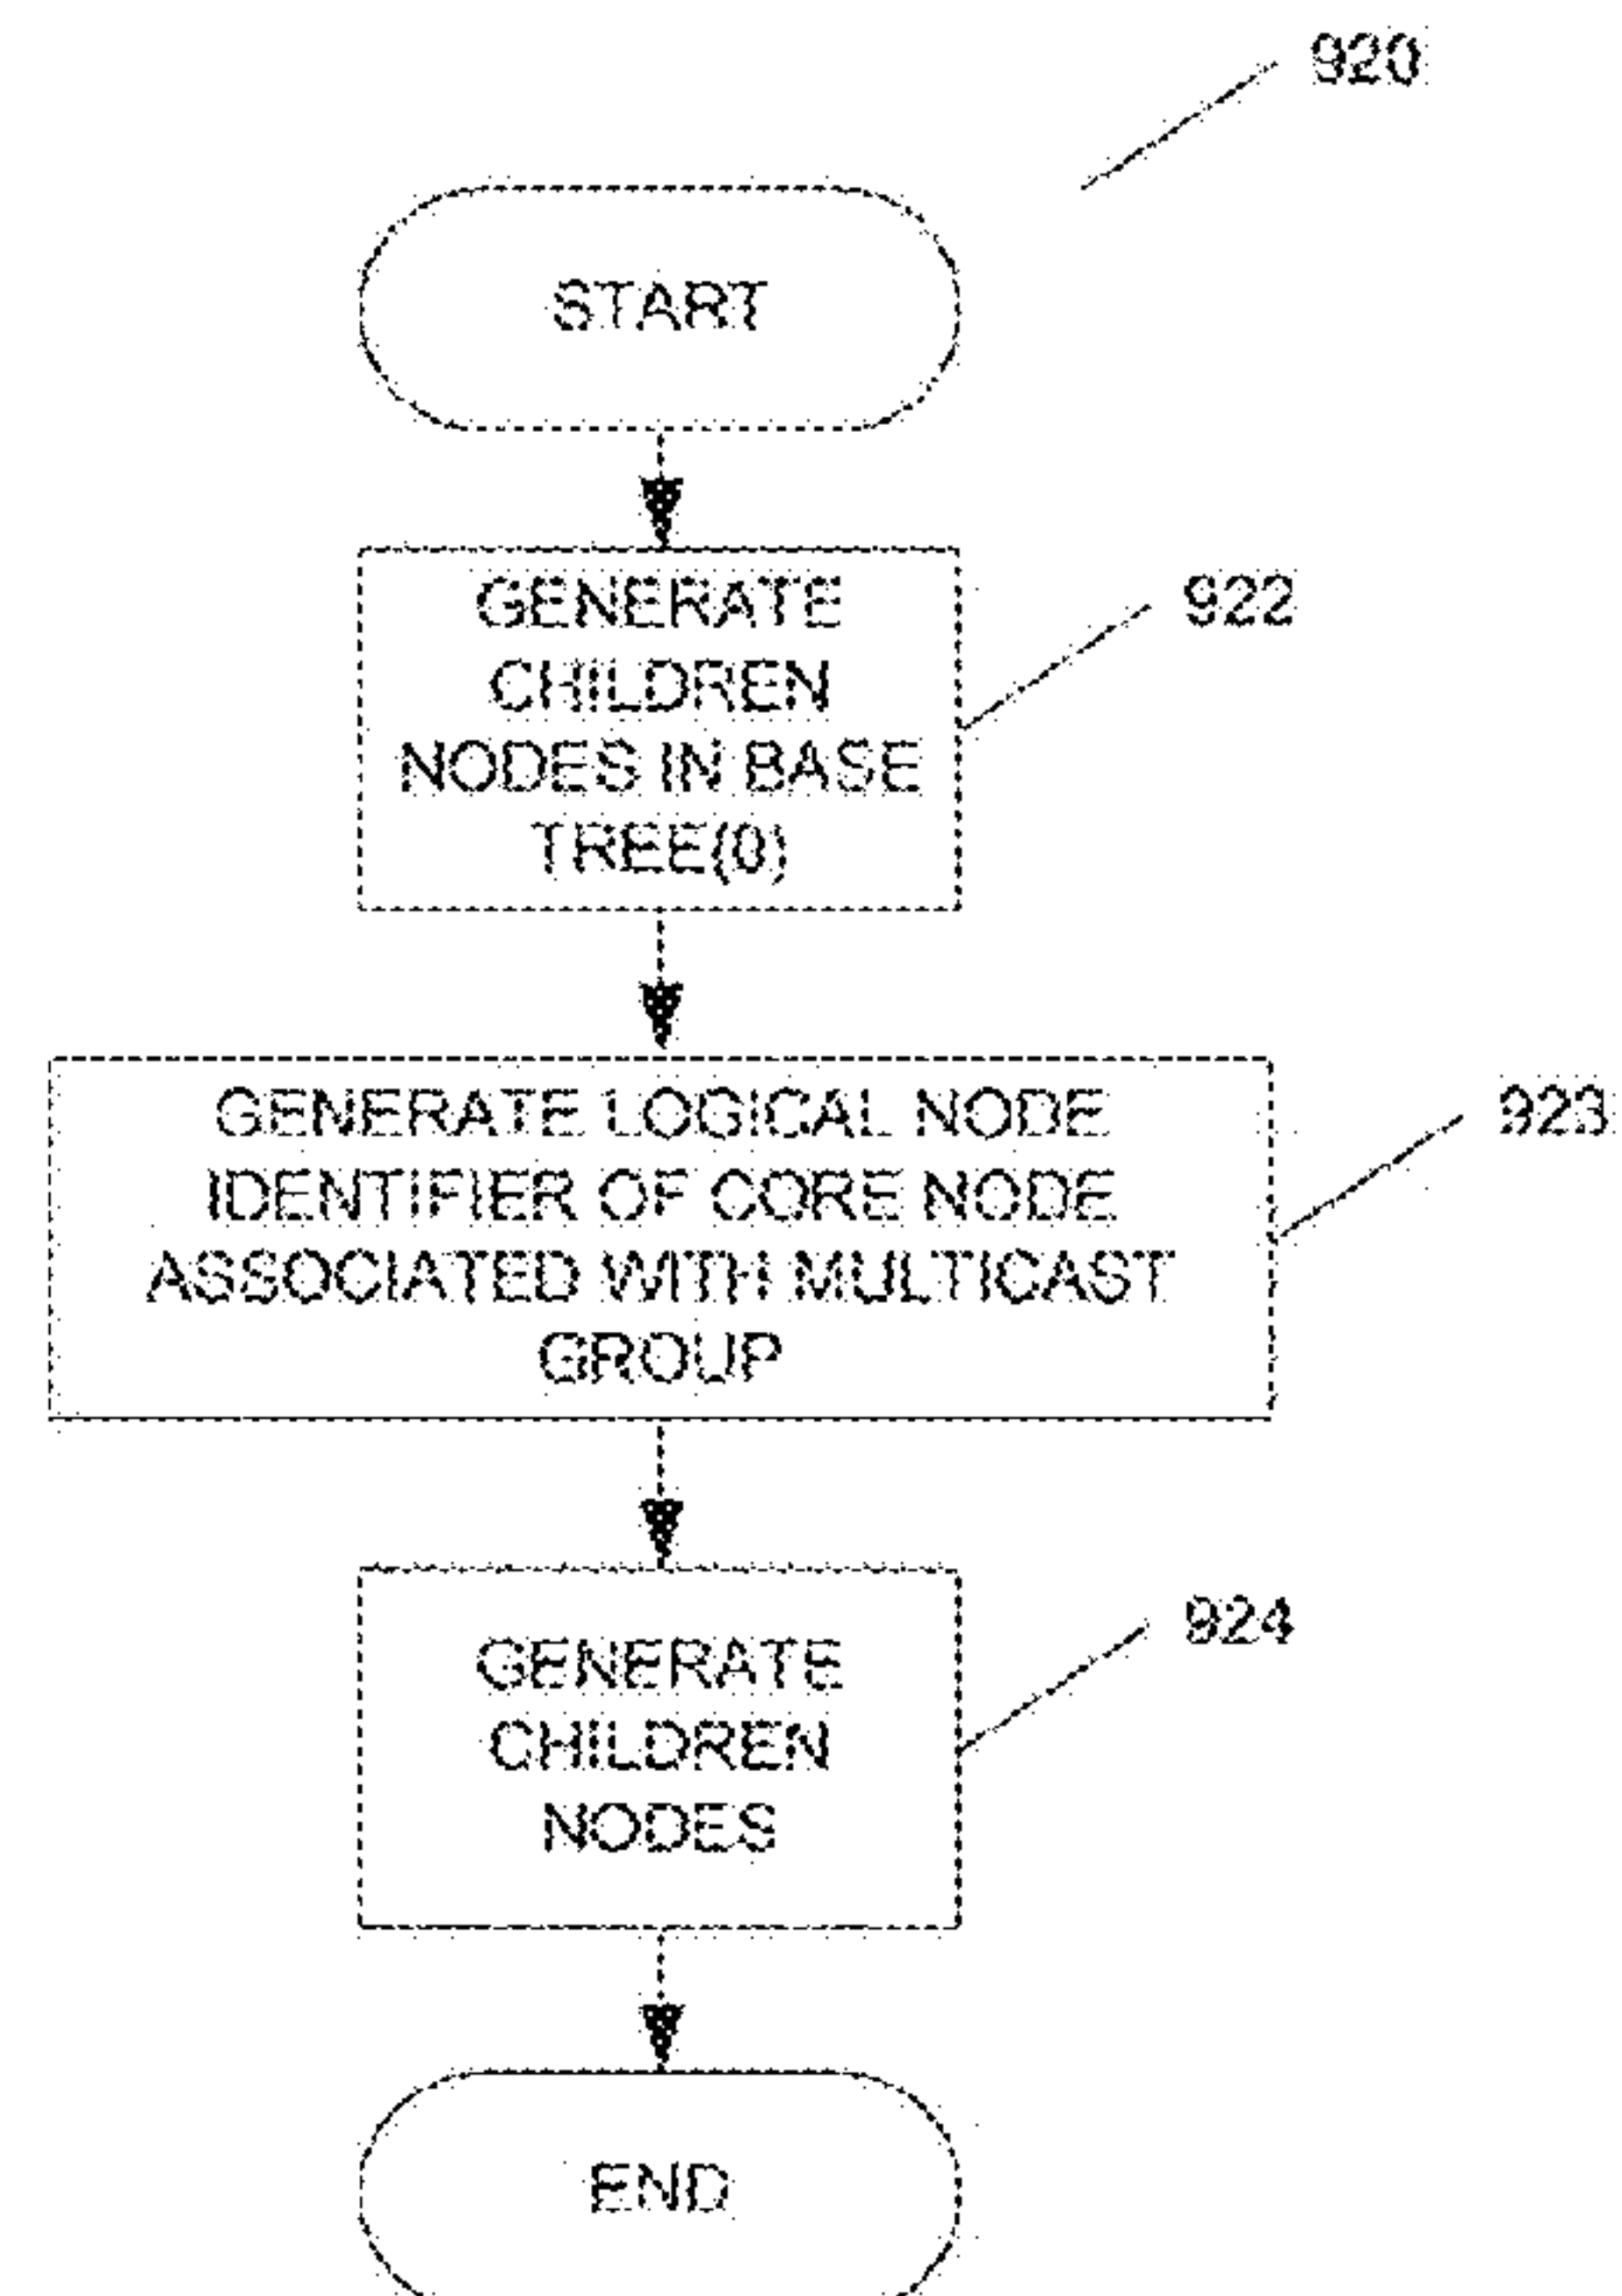 920
START
GENERATE
CHILDREN
NODES IN BASE
TREE(0)
922
GENERATE LOGICAL NODE
IDENTIFIER OF CORE NODE
ASSOCIATED WITH MULTICAST
GROUP
923
GENERATE
CHILDREN
NODES
924
END